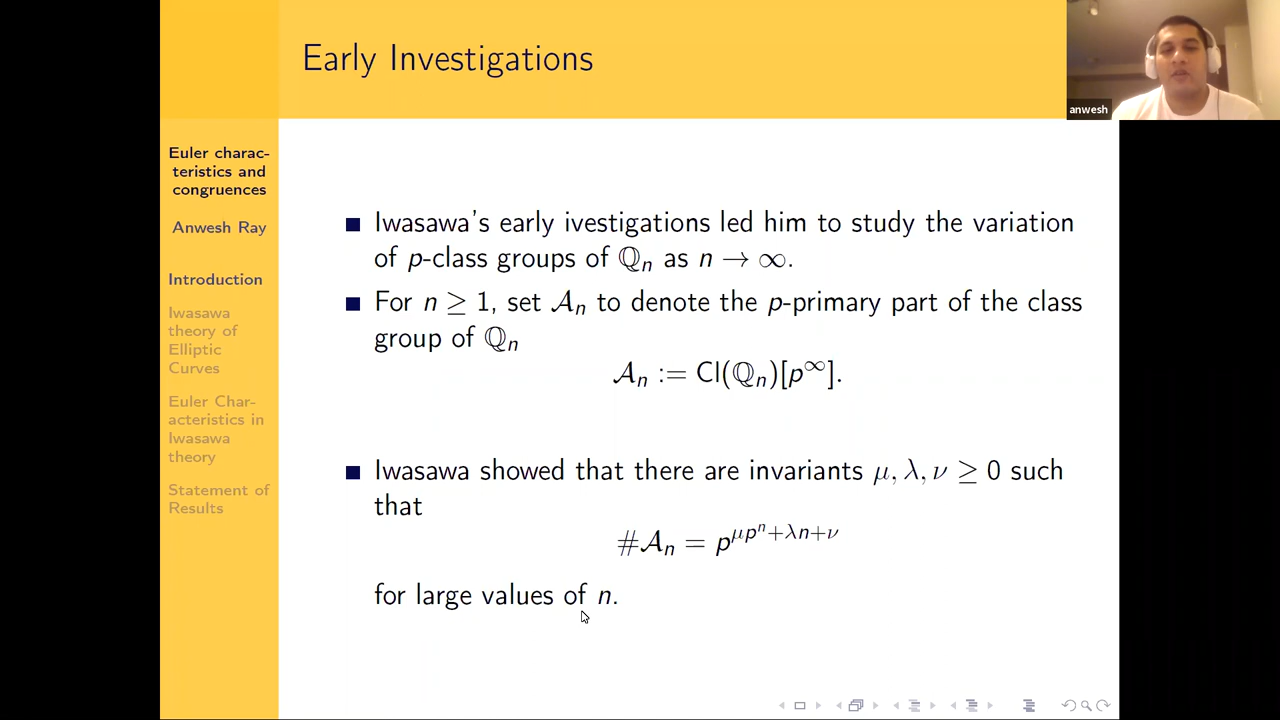 Early Investigations
anwesh
Euler charac-
teristics and
congruences
Anwesh Ray
Introduction
Iwasawa
theory of
Elliptic
Curves
Euler Char-
acteristics in
Iwasawa
theory
Statement of
Results
Iwasawa's early ivestigations led him to study the variation
of p-class groups of ℚₙ as n → ∞.
For n ≥ 1, set 𝒜ₙ to denote the p-primary part of the class
group of ℚₙ
𝒜ₙ := Cl(ℚₙ)[p^∞].
Iwasawa showed that there are invariants μ, λ, ν ≥ 0 such
that
#𝒜ₙ = p^{μpⁿ+λn+ν}
for large values of n.